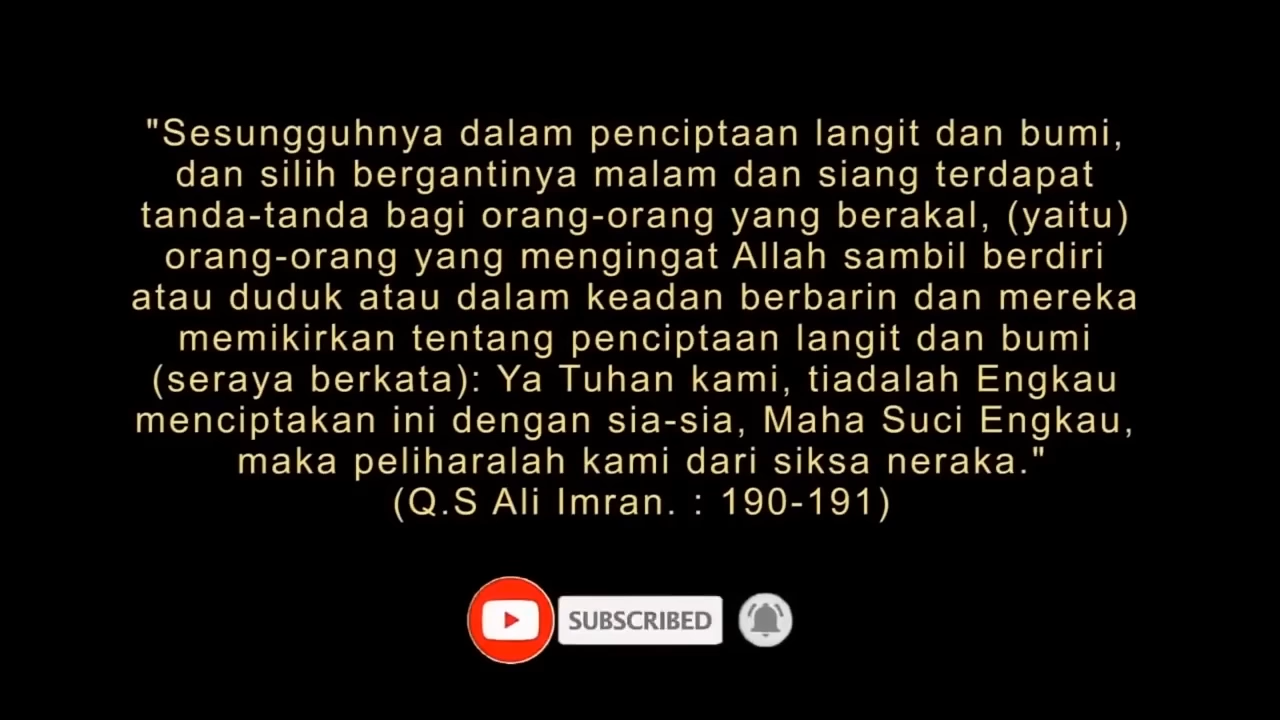 "Sesungguhnya dalam penciptaan langit dan bumi,
dan silih bergantinya malam dan siang terdapat
tanda-tanda bagi orang-orang yang berakal, (yaitu)
orang-orang yang mengingat Allah sambil berdiri
atau duduk atau dalam keadan berbarin dan mereka
memikirkan tentang penciptaan langit dan bumi
(seraya berkata): Ya Tuhan kami, tiadalah Engkau
menciptakan ini dengan sia-sia, Maha Suci Engkau,
maka peliharalah kami dari siksa neraka."
(Q.S Ali Imran. : 190-191)
SUBSCRIBED